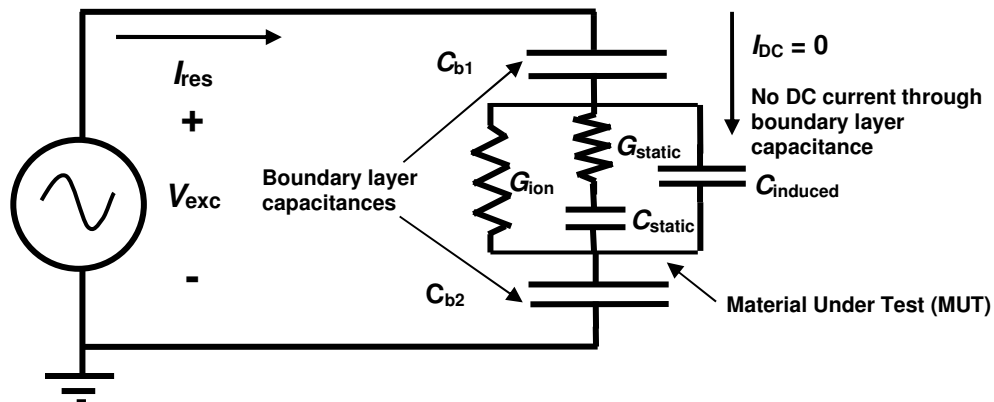 I_res
+
V_exc
-
Boundary layer
capacitances
C_b1
G_ion
G_static
C_static
C_b2
I_DC = 0
No DC current through
boundary layer
capacitance
C_induced
Material Under Test (MUT)